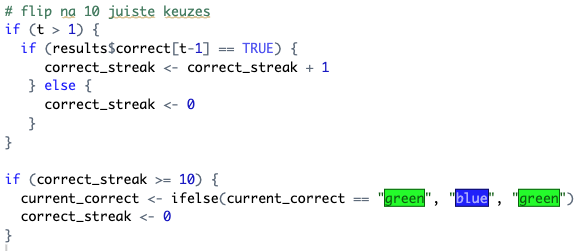 # flip na 10 juiste keuzes
if (t > 1) {
  if (results$correct[t-1] == TRUE) {
     correct_streak <- correct_streak + 1
   } else {
     correct_streak <- 0
   }
}

if (correct_streak >= 10) {
  current_correct <- ifelse(current_correct == "green", "blue", "green")
  correct_streak <- 0
}